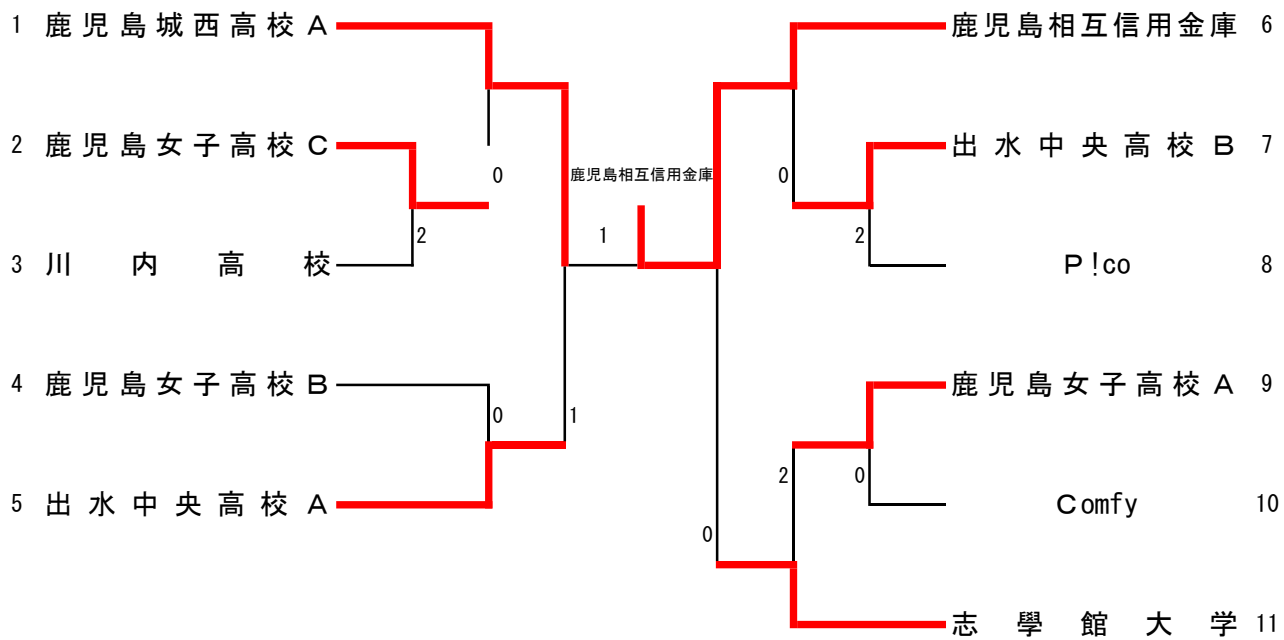 1 鹿児島城西高校A
鹿児島相互信用金庫 6
2 鹿児島女子高校C
出水中央高校B 7
0
鹿児島相互信用金庫
0
2
1
2
3 川内高校
P!co 8
4 鹿児島女子高校B
鹿児島女子高校A 9
0
1
2
0
5 出水中央高校A
Comfy 10
0
志學館大学 11